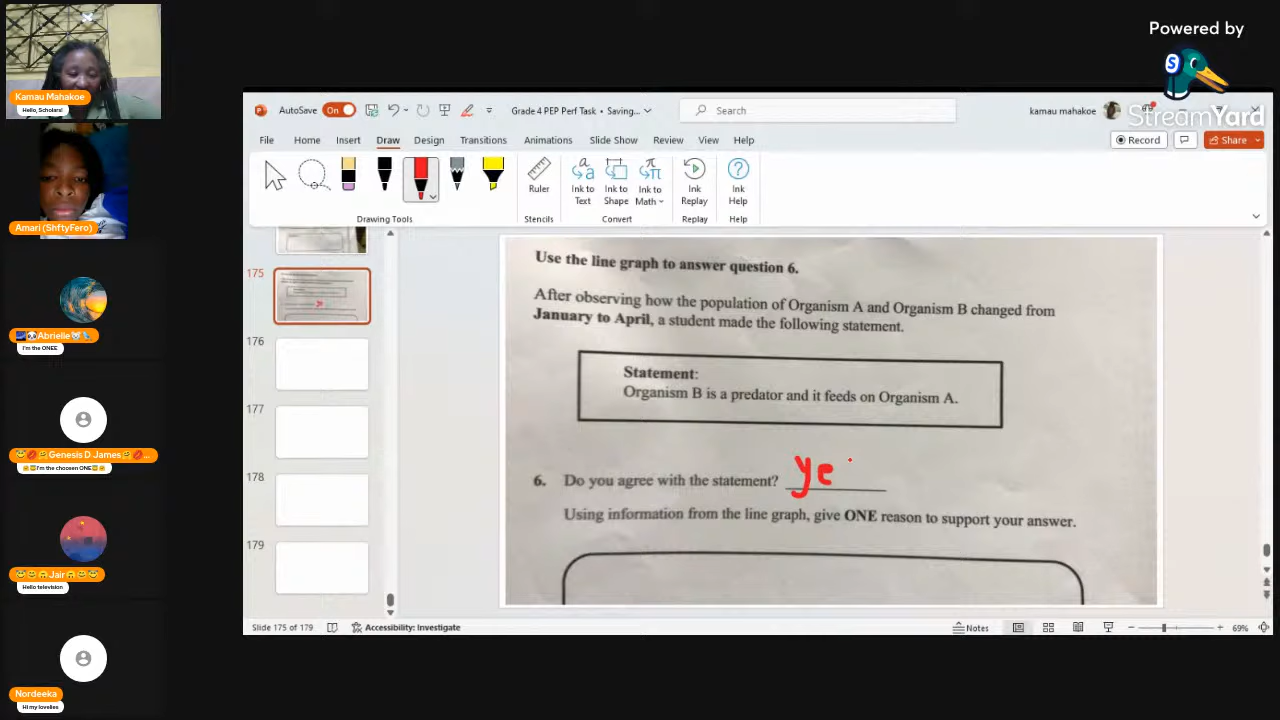 Powered by
StreamYard
Kamau Mahakoe
Hello, Scholars!
Amari (ShftyFero)
Abrielle
I'm the ONEE
Genesis D James
I'm the choosen ONE
Jair
Hello television
Nordeeka
Hi my lovelies
AutoSave On
Grade 4 PEP Perf Task • Saving...
Search
kamau mahakoe
File Home Insert Draw Design Transitions Animations Slide Show Review View Help
Record
Share
Ruler
Ink to Text
Ink to Shape
Ink to Math
Ink Replay
Ink Help
Drawing Tools
Stencils
Convert
Replay
Help
175
176
177
178
179
Use the line graph to answer question 6.
After observing how the population of Organism A and Organism B changed from
January to April, a student made the following statement.
Statement:
Organism B is a predator and it feeds on Organism A.
6. Do you agree with the statement? ye
Using information from the line graph, give ONE reason to support your answer.
Slide 175 of 179
Accessibility: Investigate
Notes
69%